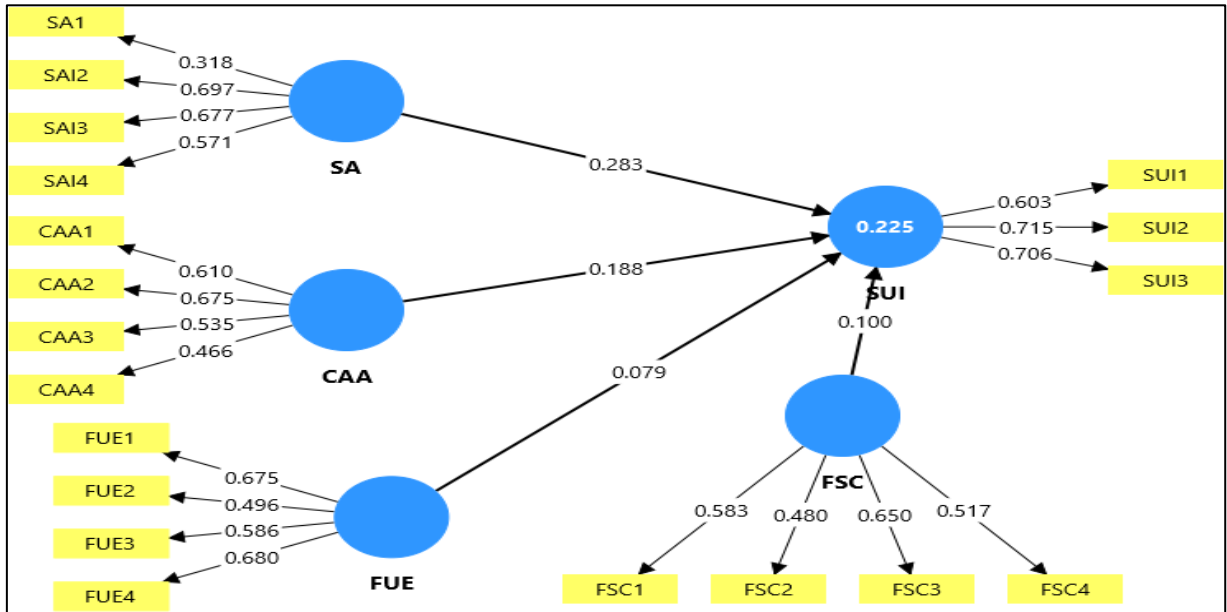 SA1
0.318
SAI2
0.697
SAI3
0.677
SAI4
0.571
SA
0.283
CAA1
0.610
CAA2
0.675
CAA3
0.535
CAA4
0.466
CAA
0.188
FUE1
0.675
FUE2
0.496
FUE3
0.586
FUE4
0.680
FUE
0.079
0.225
SUI
0.603
SUI1
0.715
SUI2
0.706
SUI3
0.100
FSC
0.583
0.480
0.650
0.517
FSC1
FSC2
FSC3
FSC4